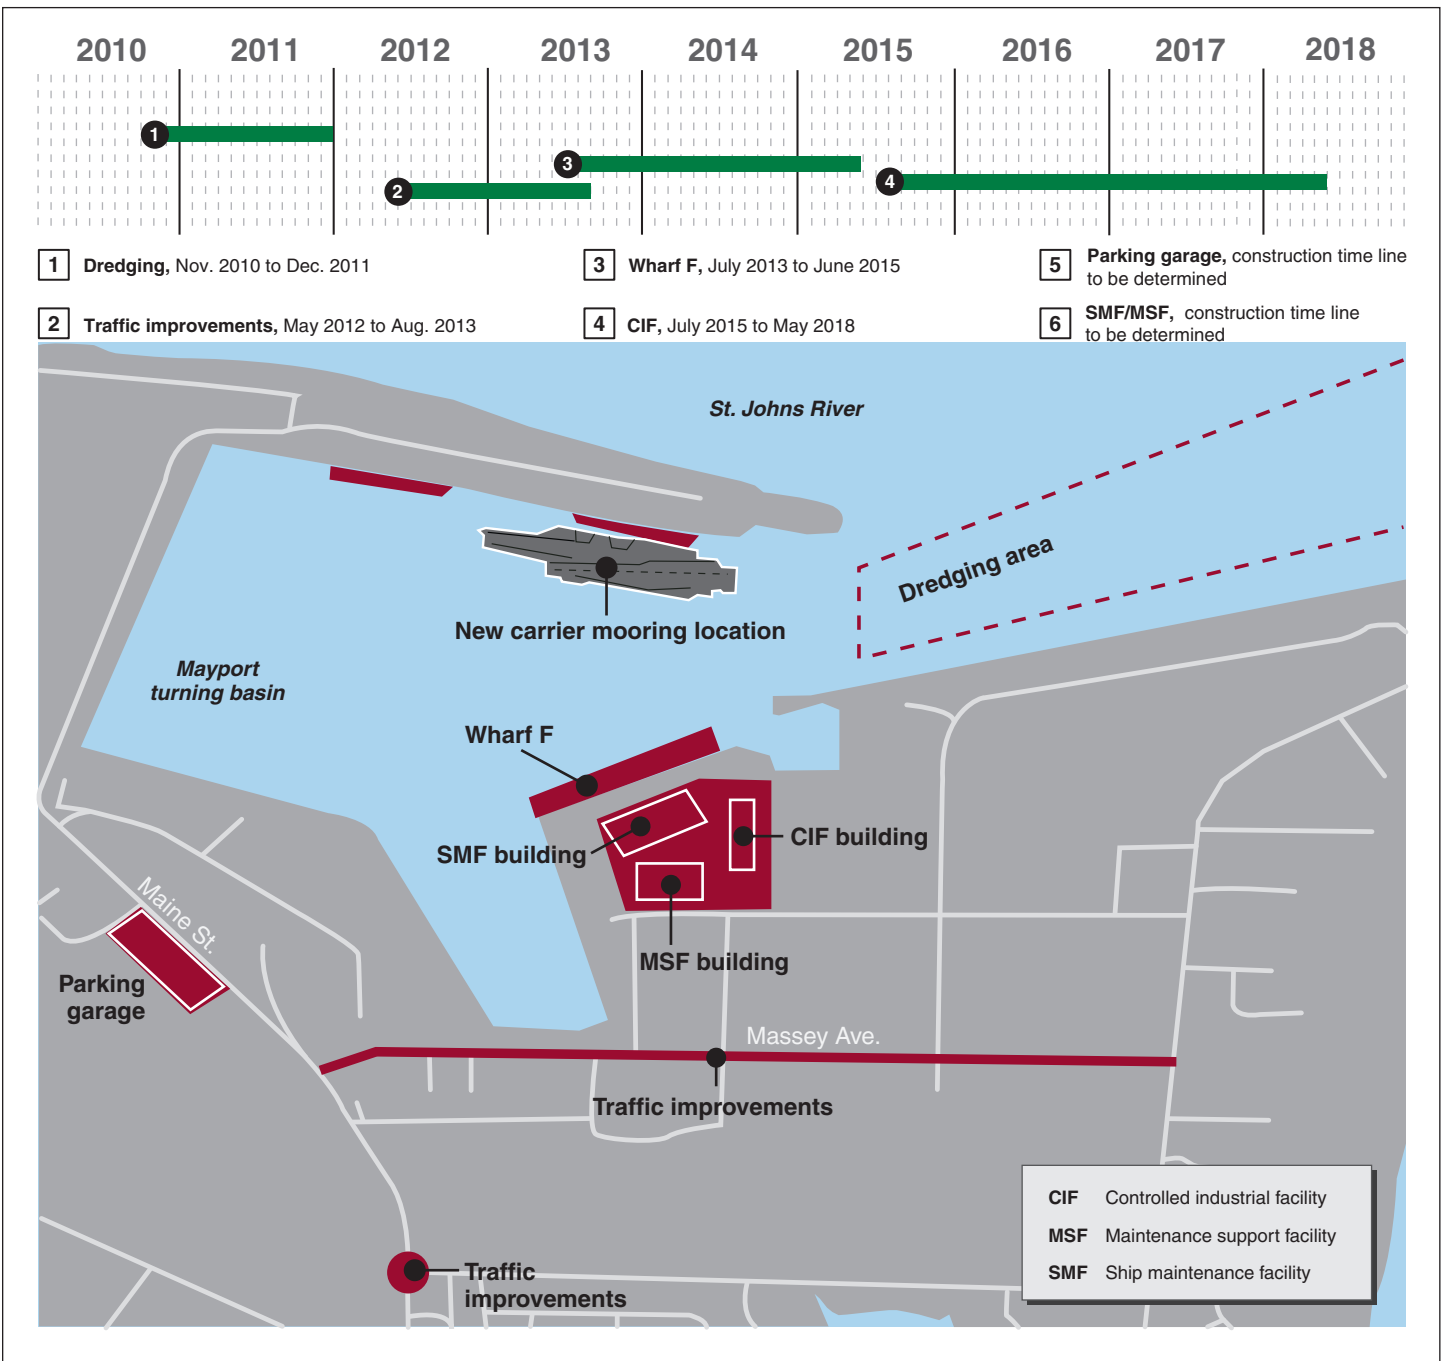 2010 2011 2012 2013 2014 2015 2016 2017 2018
1
3
4
2
1 Dredging, Nov. 2010 to Dec. 2011
2 Traffic improvements, May 2012 to Aug. 2013
3 Wharf F, July 2013 to June 2015
4 CIF, July 2015 to May 2018
5 Parking garage, construction time line
to be determined
6 SMF/MSF, construction time line
to be determined
St. Johns River
Dredging area
New carrier mooring location
Mayport
turning basin
Wharf F
SMF building
CIF building
MSF building
Maine St.
Parking
garage
Massey Ave.
Traffic improvements
Traffic
improvements
CIF Controlled industrial facility
MSF Maintenance support facility
SMF Ship maintenance facility